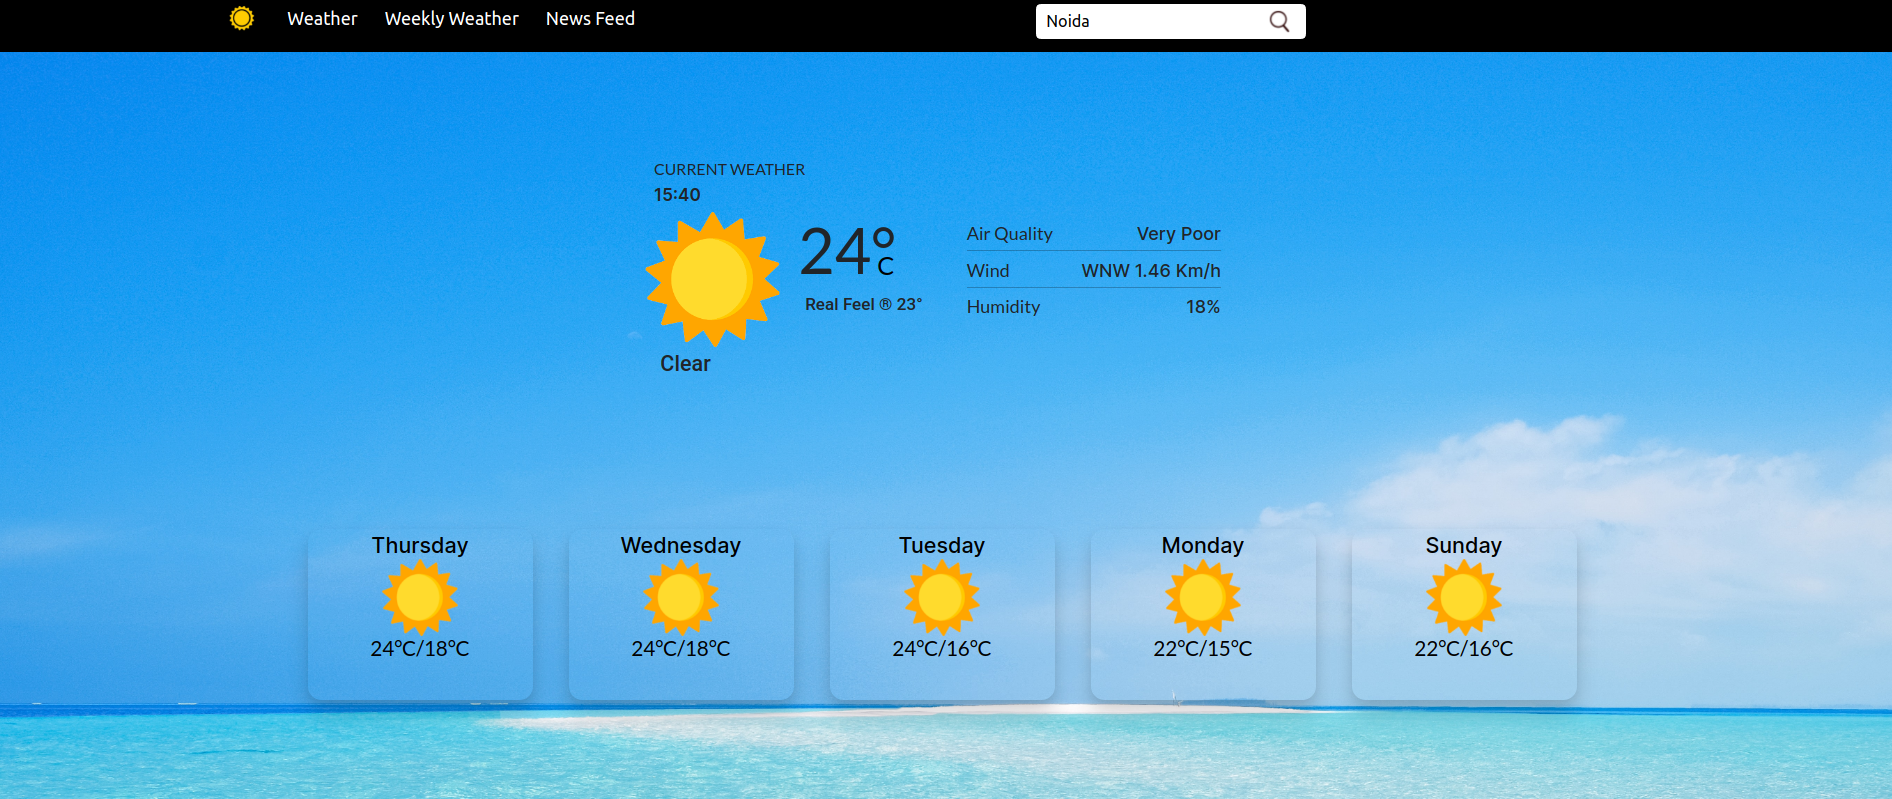 Weather Weekly Weather News Feed Noida
CURRENT WEATHER
15:40
24°
C
Real Feel ® 23°
Clear
Air Quality Very Poor
Wind WNW 1.46 Km/h
Humidity 18%
Thursday
24°C/18°C
Wednesday
24°C/18°C
Tuesday
24°C/16°C
Monday
22°C/15°C
Sunday
22°C/16°C